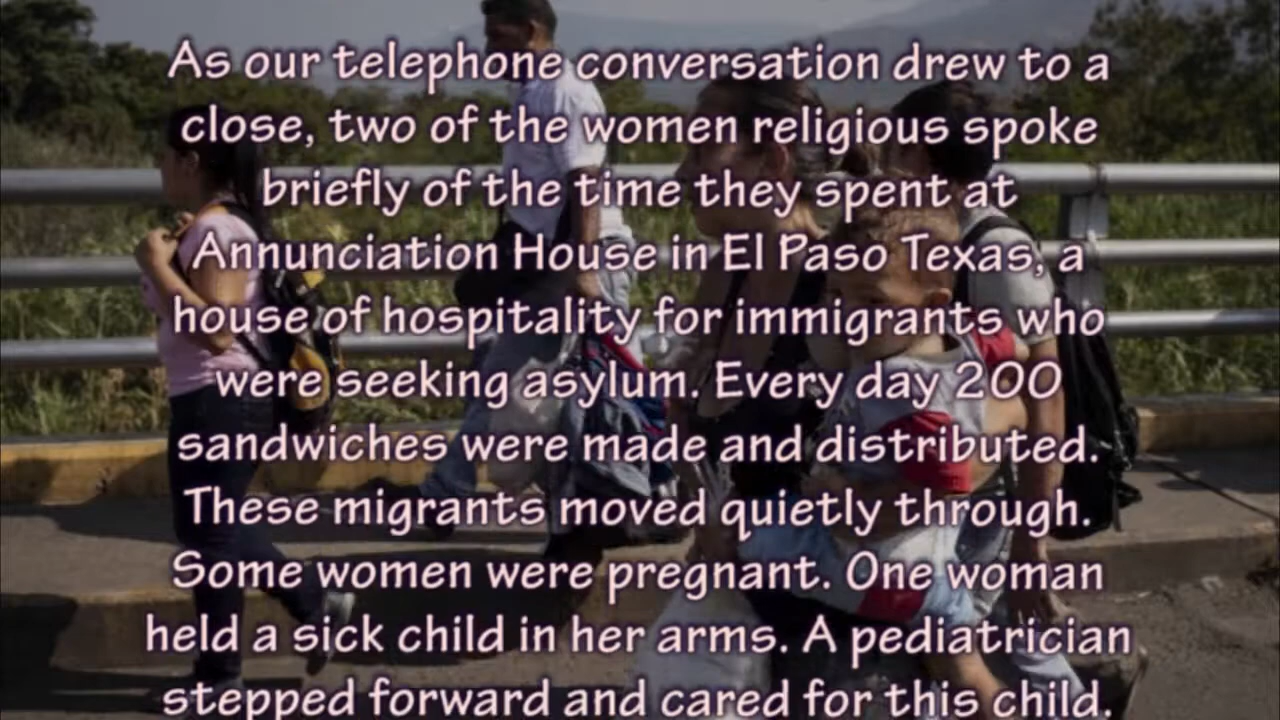 As our telephone conversation drew to a
close, two of the women religious spoke
briefly of the time they spent at
Annunciation House in El Paso Texas, a
house of hospitality for immigrants who
were seeking asylum. Every day 200
sandwiches were made and distributed.
These migrants moved quietly through.
Some women were pregnant. One woman
held a sick child in her arms. A pediatrician
stepped forward and cared for this child.